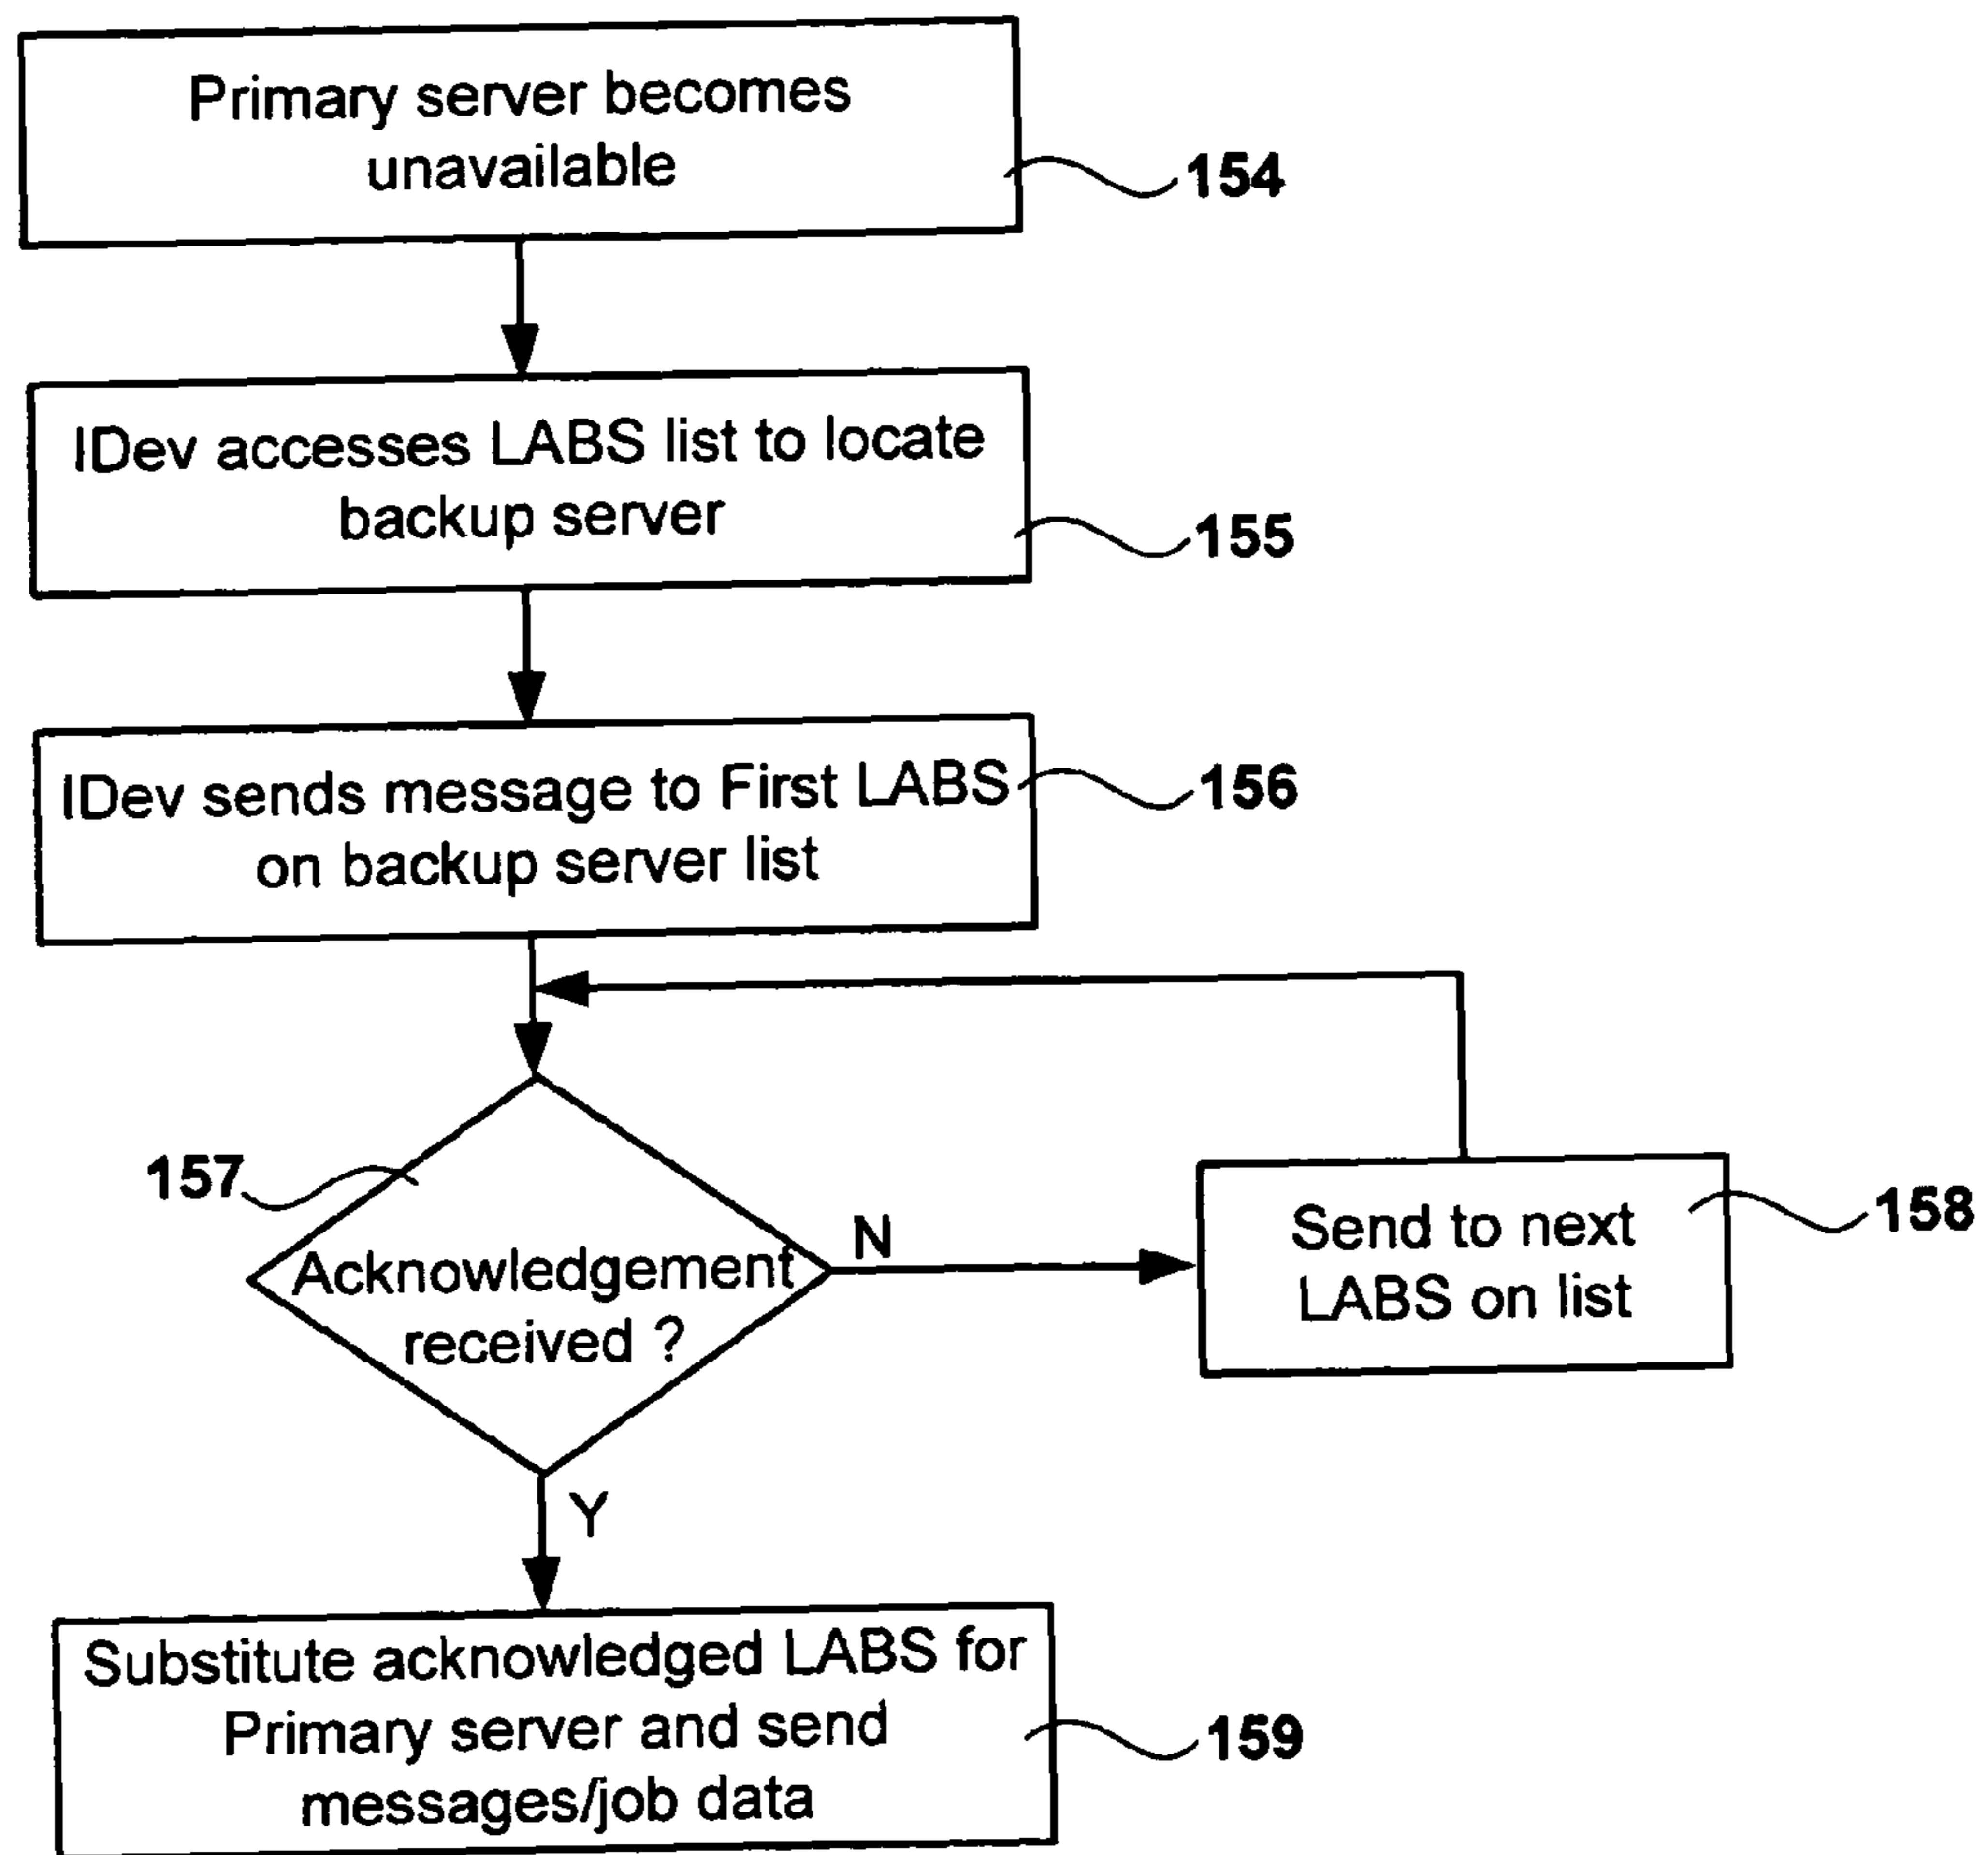 Primary server becomes
unavailable
154
IDev accesses LABS list to locate
backup server
155
IDev sends message to First LABS
on backup server list
156
157
Acknowledgement
received ?
N
Send to next
LABS on list
158
Y
Substitute acknowledged LABS for
Primary server and send
messages/job data
159